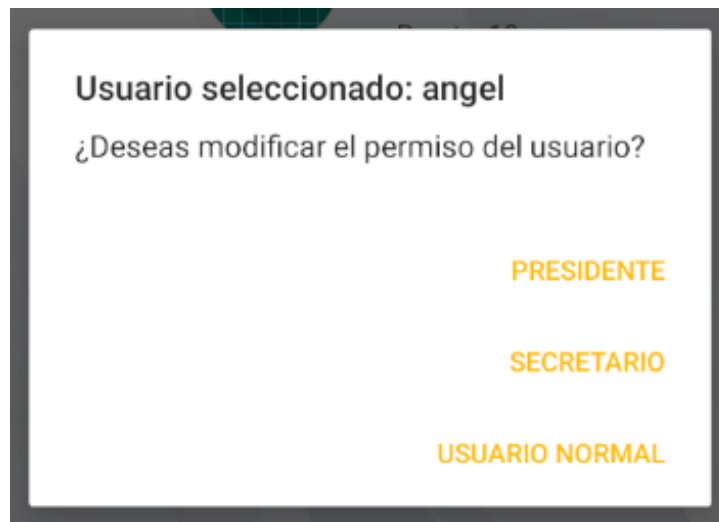 Usuario seleccionado: angel
¿Deseas modificar el permiso del usuario?
PRESIDENTE
SECRETARIO
USUARIO NORMAL